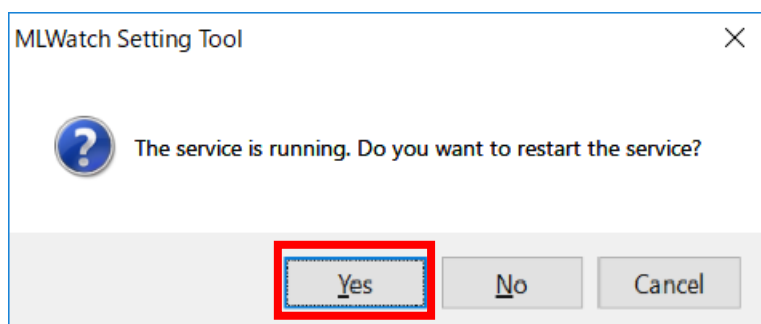 MLWatch Setting Tool
The service is running. Do you want to restart the service?
Yes No Cancel